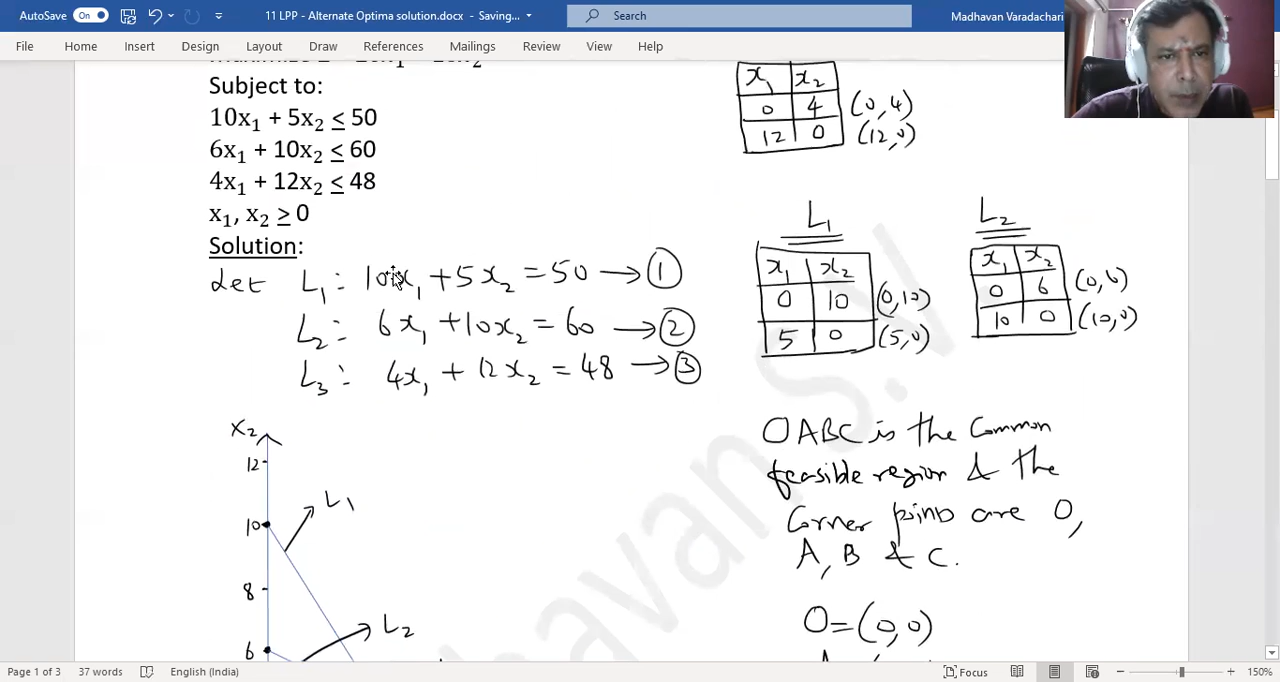 AutoSave On 11 LPP - Alternate Optima solution.docx - Saving... Search Madhavan Varadachari
File Home Insert Design Layout References Mailings Review View Help
Subject to:
10x₁ + 5x₂ ≤ 50
6x₁ + 10x₂ ≤ 60
4x₁ + 12x₂ ≤ 48
x₁, x₂ ≥ 0
Solution:
Let L₁: 10x₁ + 5x₂ = 50 → ①
L₂: 6x₁ + 10x₂ = 60 → ②
L₃: 4x₁ + 12x₂ = 48 → ③
x₁ x₂
0 4 (0,4)
12 0 (12,0)
L₁
x₁ x₂
0 10 (0,10)
5 0 (5,0)
L₂
x₁ x₂
0 6 (0,6)
10 0 (10,0)
x₂
12
10
L₁
8
L₂
6
OABC is the Common
feasible region & the
Corner points are O,
A, B & C.
O = (0,0)
Page 1 of 3 37 words English (India) Focus 150%